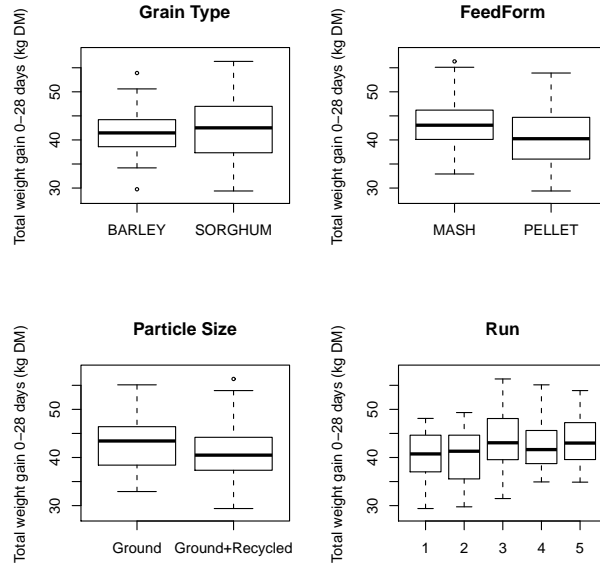 Grain Type
Total weight gain 0−28 days (kg DM)
30 40 50
BARLEY SORGHUM
FeedForm
Total weight gain 0−28 days (kg DM)
30 40 50
MASH PELLET
Particle Size
Total weight gain 0−28 days (kg DM)
30 40 50
Ground Ground+Recycled
Run
Total weight gain 0−28 days (kg DM)
30 40 50
1 2 3 4 5